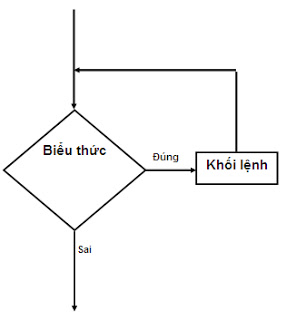 Biểu thức
Đúng
Khối lệnh
Sai